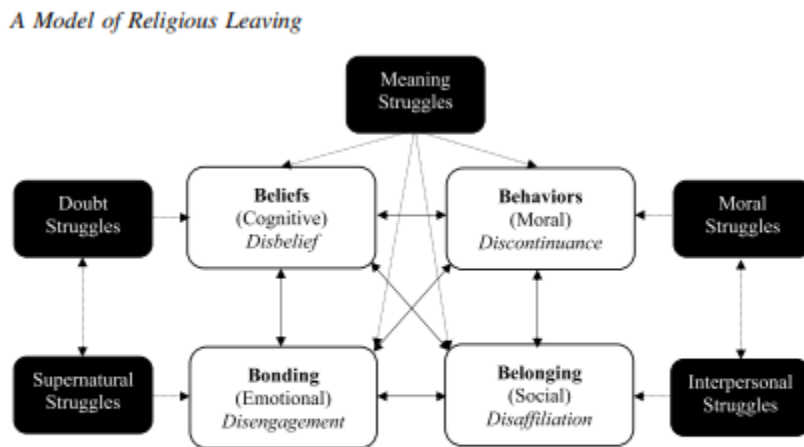 A Model of Religious Leaving
Meaning
Struggles
Doubt
Struggles
Beliefs
(Cognitive)
Disbelief
Behaviors
(Moral)
Discontinuance
Moral
Struggles
Supernatural
Struggles
Bonding
(Emotional)
Disengagement
Belonging
(Social)
Disaffiliation
Interpersonal
Struggles